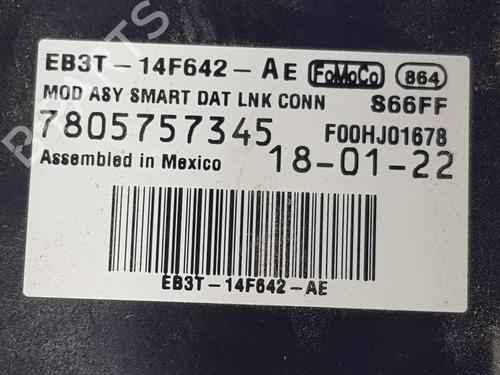 EB3T-14F642-AE FoMoCo 864
MOD ASY SMART DAT LNK CONN S66FF
7805757345 F00HJ01678
Assembled in Mexico 18-01-22
EB3T-14F642-AE